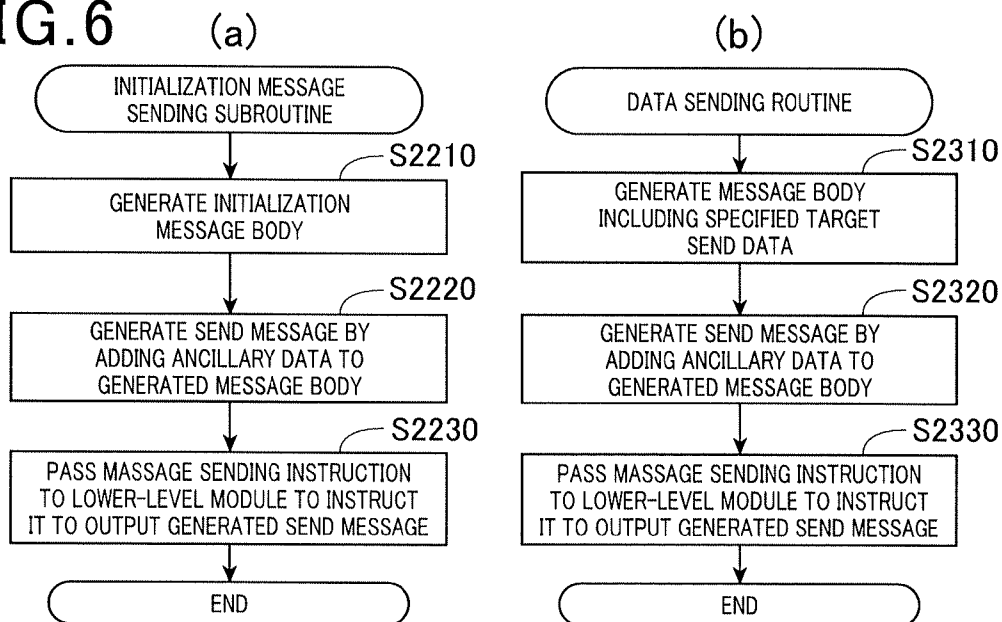 IG.6
(a)
INITIALIZATION MESSAGE
SENDING SUBROUTINE
S2210
GENERATE INITIALIZATION
MESSAGE BODY
S2220
GENERATE SEND MESSAGE BY
ADDING ANCILLARY DATA TO
GENERATED MESSAGE BODY
S2230
PASS MASSAGE SENDING INSTRUCTION
TO LOWER-LEVEL MODULE TO INSTRUCT
IT TO OUTPUT GENERATED SEND MESSAGE
END
(b)
DATA SENDING ROUTINE
S2310
GENERATE MESSAGE BODY
INCLUDING SPECIFIED TARGET
SEND DATA
S2320
GENERATE SEND MESSAGE BY
ADDING ANCILLARY DATA TO
GENERATED MESSAGE BODY
S2330
PASS MASSAGE SENDING INSTRUCTION
TO LOWER-LEVEL MODULE TO INSTRUCT
IT TO OUTPUT GENERATED SEND MESSAGE
END